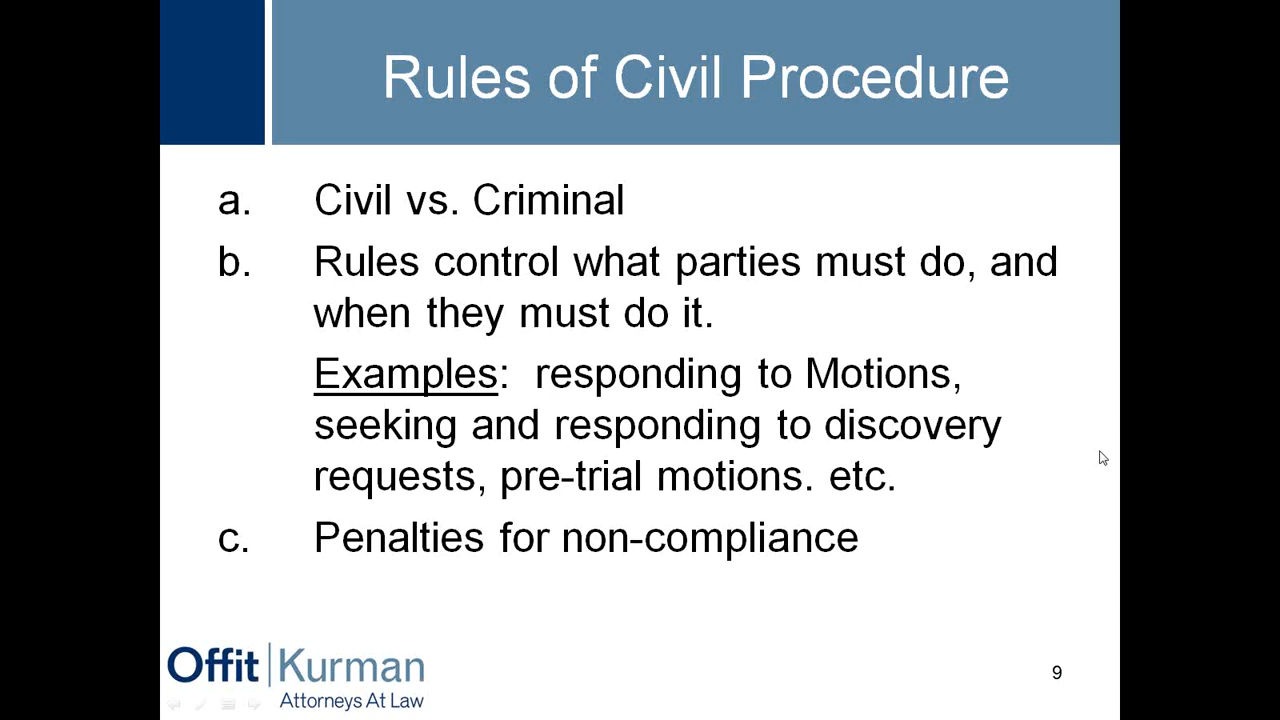 Rules of Civil Procedure
a. Civil vs. Criminal
b. Rules control what parties must do, and
when they must do it.
Examples: responding to Motions,
seeking and responding to discovery
requests, pre-trial motions. etc.
c. Penalties for non-compliance
Offit | Kurman
Attorneys At Law
9